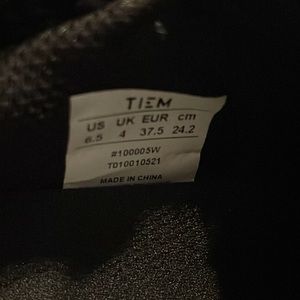 TIEM
US UK EUR cm
6.5 4 37.5 24.2
#100005W
T010010521
MADE IN CHINA